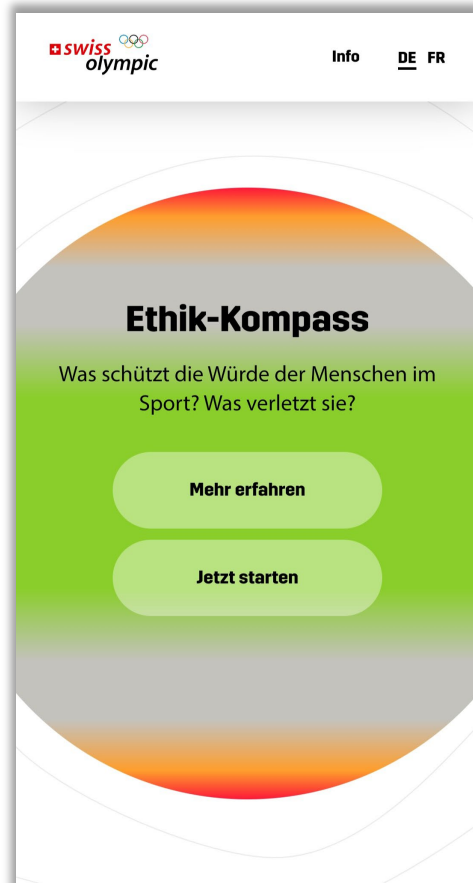 swiss
olympic
Info DE FR
Ethik-Kompass
Was schützt die Würde der Menschen im
Sport? Was verletzt sie?
Mehr erfahren
Jetzt starten